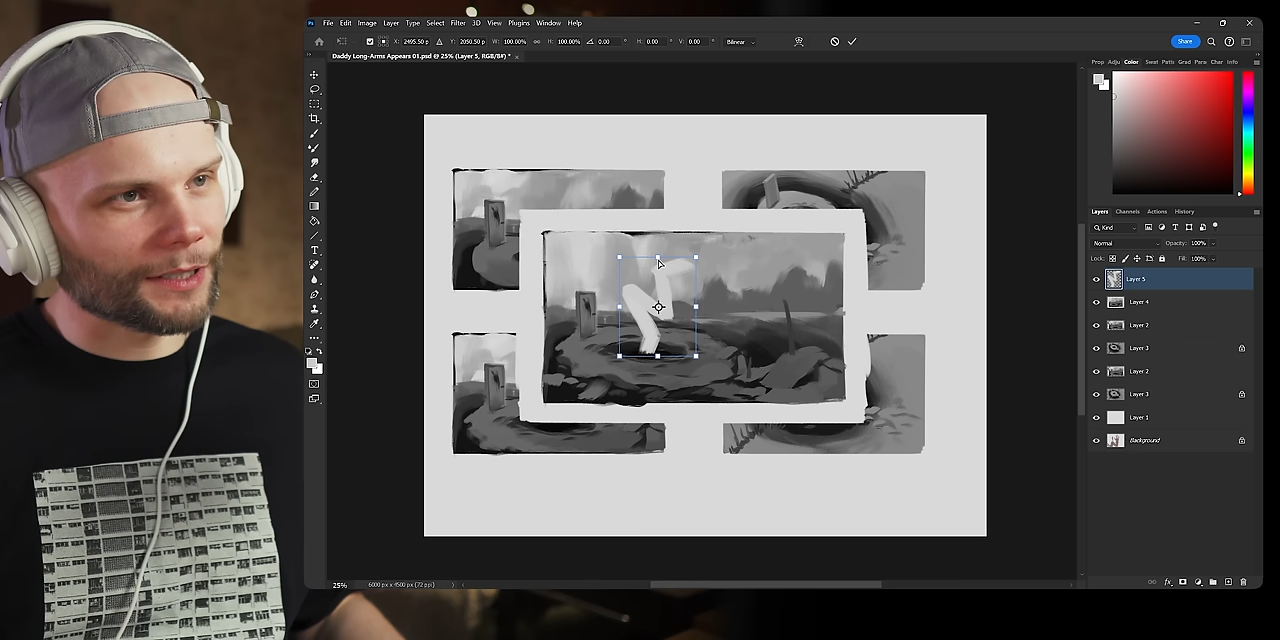 Ps File Edit Image Layer Type Select Filter 3D View Plugins Window Help
X: 2495.50 p Y: 2050.50 p W: 100.00% H: 100.00% 0.00 ° H: 0.00 ° V: 0.00 ° Bilinear Share
Daddy Long-Arms Appears 01.psd @ 25% (Layer 5, RGB/8#) * ×
Prop Adju Color Swat Patt Grad Para Char Info
Layers Channels Actions History
Kind
Normal Opacity: 100%
Lock: Fill: 100%
Layer 5
Layer 4
Layer 2
Layer 3
Layer 2
Layer 3
Layer 1
Background
25% 6000 px x 4500 px (72 ppi)